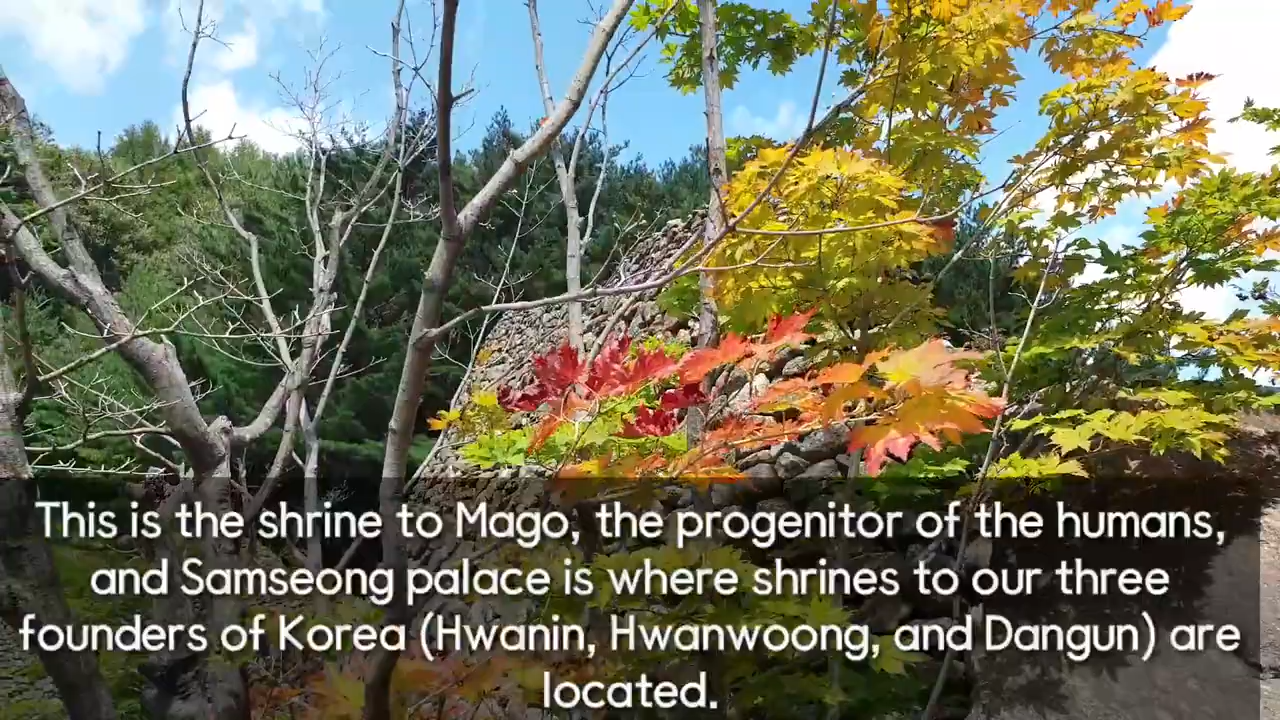 This is the shrine to Mago, the progenitor of the humans,
and Samseong palace is where shrines to our three
founders of Korea (Hwanin, Hwanwoong, and Dangun) are
located.